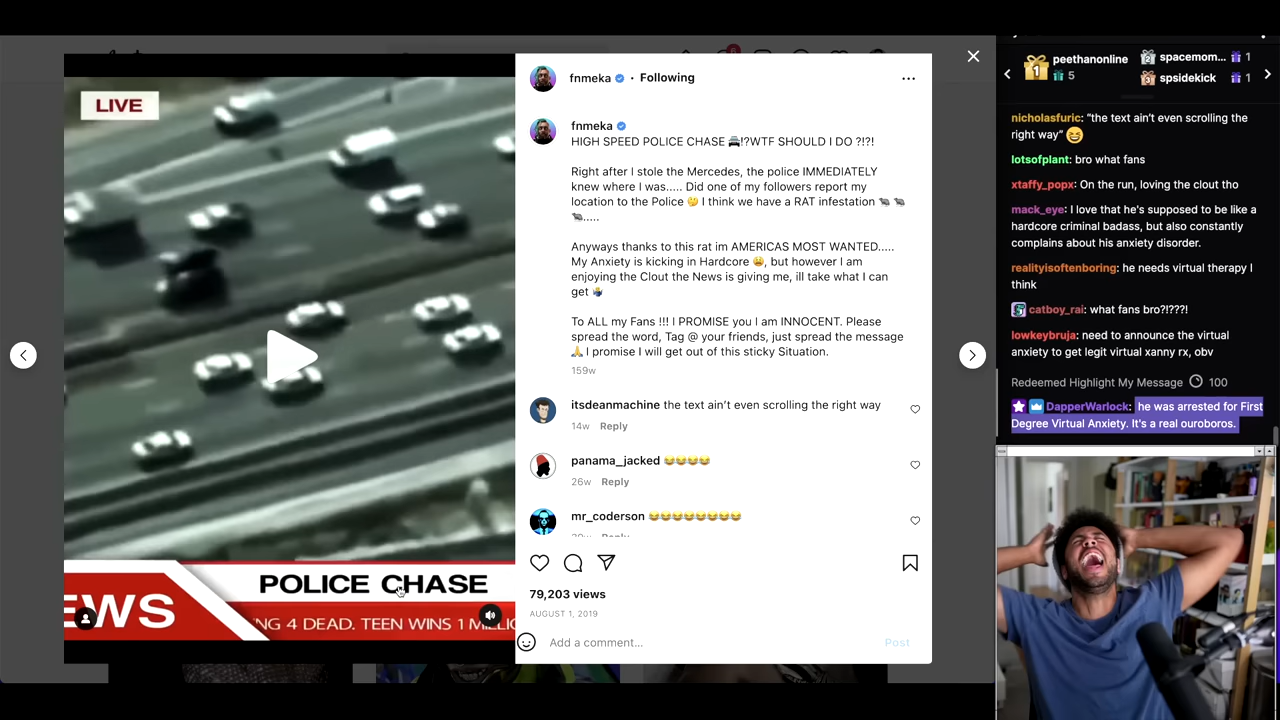 LIVE
EWS
POLICE CHASE
NG 4 DEAD. TEEN WINS 1 MILLIO
fnmeka • Following
fnmeka
HIGH SPEED POLICE CHASE 🚔!?WTF SHOULD I DO ?!?!
Right after I stole the Mercedes, the police IMMEDIATELY
knew where I was..... Did one of my followers report my
location to the Police 🤔 I think we have a RAT infestation 🐀 🐀
🐀.....
Anyways thanks to this rat im AMERICAS MOST WANTED.....
My Anxiety is kicking in Hardcore 😩, but however I am
enjoying the Clout the News is giving me, ill take what I can
get 🤷
To ALL my Fans !!! I PROMISE you I am INNOCENT. Please
spread the word, Tag @ your friends, just spread the message
🙏 I promise I will get out of this sticky Situation.
159w
itsdeanmachine the text ain't even scrolling the right way
14w Reply
panama_jacked 😂😂😂😂
26w Reply
mr_coderson 😂😂😂😂😂😂😂😂
Reply
79,203 views
AUGUST 1, 2019
Add a comment...
Post
1 peethanonline
5
2 spacemom... 1
3 spsidekick 1
nicholasfuric: “the text ain’t even scrolling the
right way” 😆
lotsofplant: bro what fans
xtaffy_popx: On the run, loving the clout tho
mack_eye: I love that he's supposed to be like a
hardcore criminal badass, but also constantly
complains about his anxiety disorder.
realityisoftenboring: he needs virtual therapy I
think
catboy_rai: what fans bro?!???!
lowkeybruja: need to announce the virtual
anxiety to get legit virtual xanny rx, obv
Redeemed Highlight My Message 100
DapperWarlock: he was arrested for First
Degree Virtual Anxiety. It's a real ouroboros.